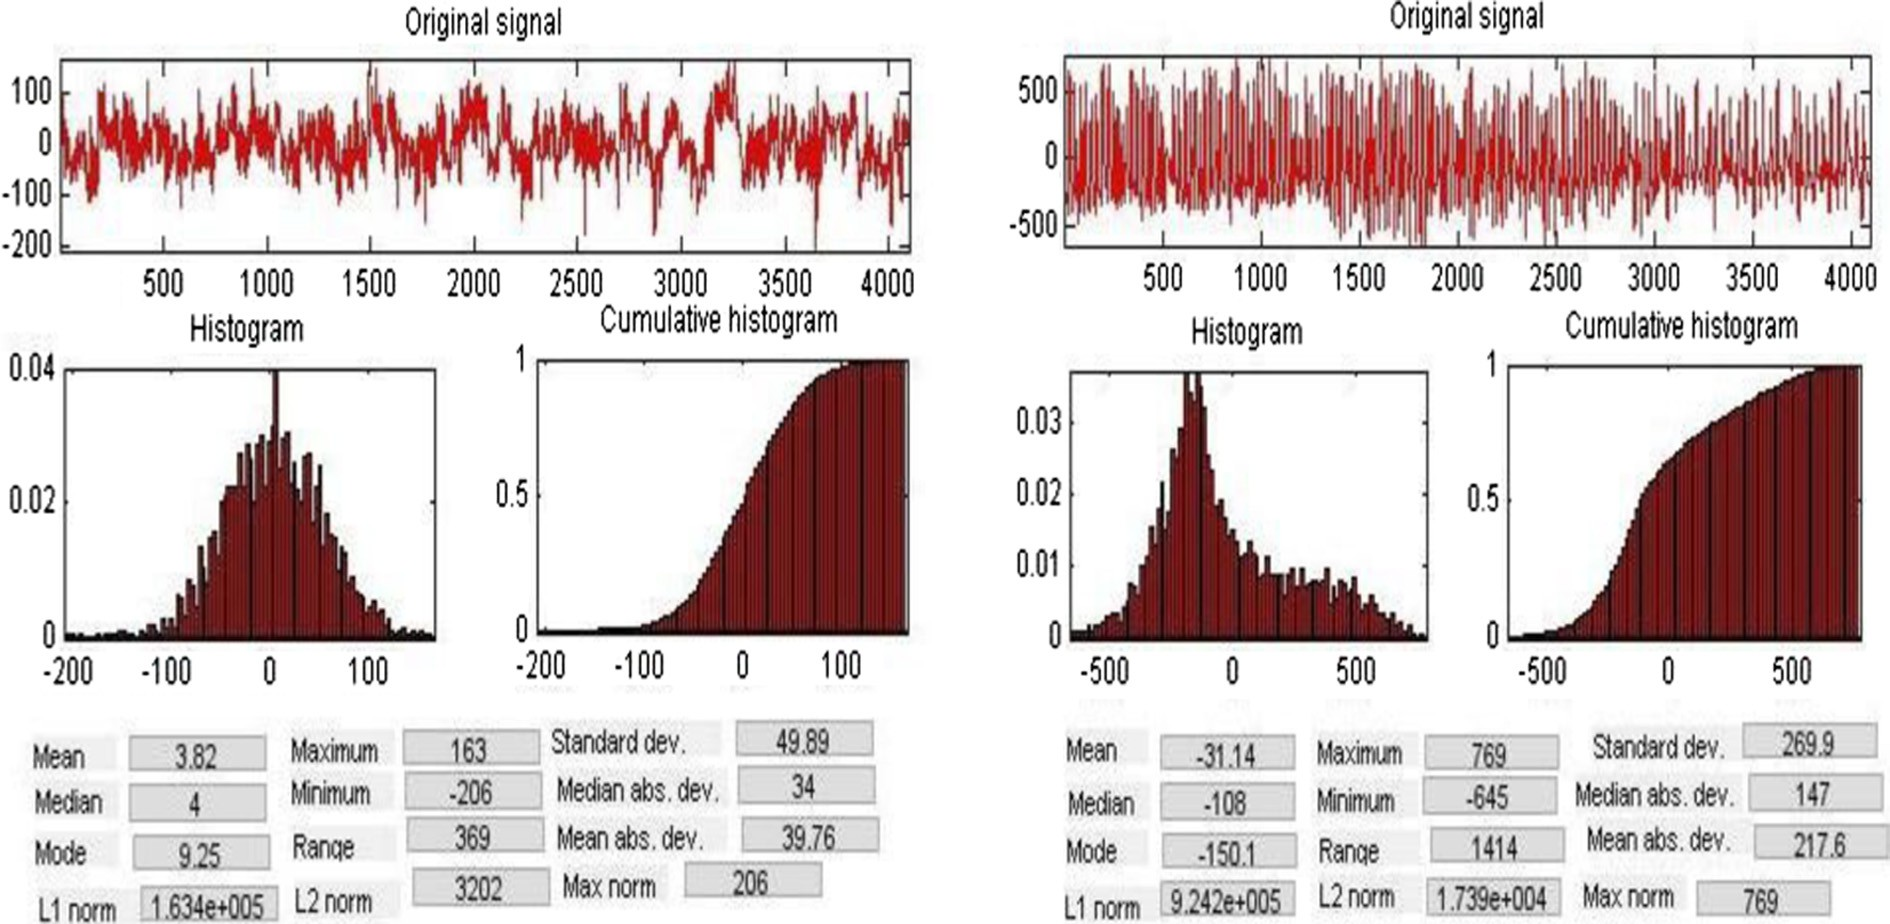 Original signal
100
0
-100
-200
500 1000 1500 2000 2500 3000 3500 4000
Histogram
0.04
0.02
0
-200 -100 0 100
Cumulative histogram
1
0.5
0
-200 -100 0 100
Mean 3.82 Maximum 163 Standard dev. 49.89
Median 4 Minimum -206 Median abs. dev. 34
Mode 9.25 Range 369 Mean abs. dev. 39.76
L1 norm 1.634e+005 L2 norm 3202 Max norm 206
Original signal
500
0
-500
500 1000 1500 2000 2500 3000 3500 4000
Histogram
0.03
0.02
0.01
0
-500 0 500
Cumulative histogram
1
0.5
0
-500 0 500
Mean -31.14 Maximum 769 Standard dev. 269.9
Median -108 Minimum -645 Median abs. dev. 147
Mode -150.1 Range 1414 Mean abs. dev. 217.6
L1 norm 9.242e+005 L2 norm 1.739e+004 Max norm 769